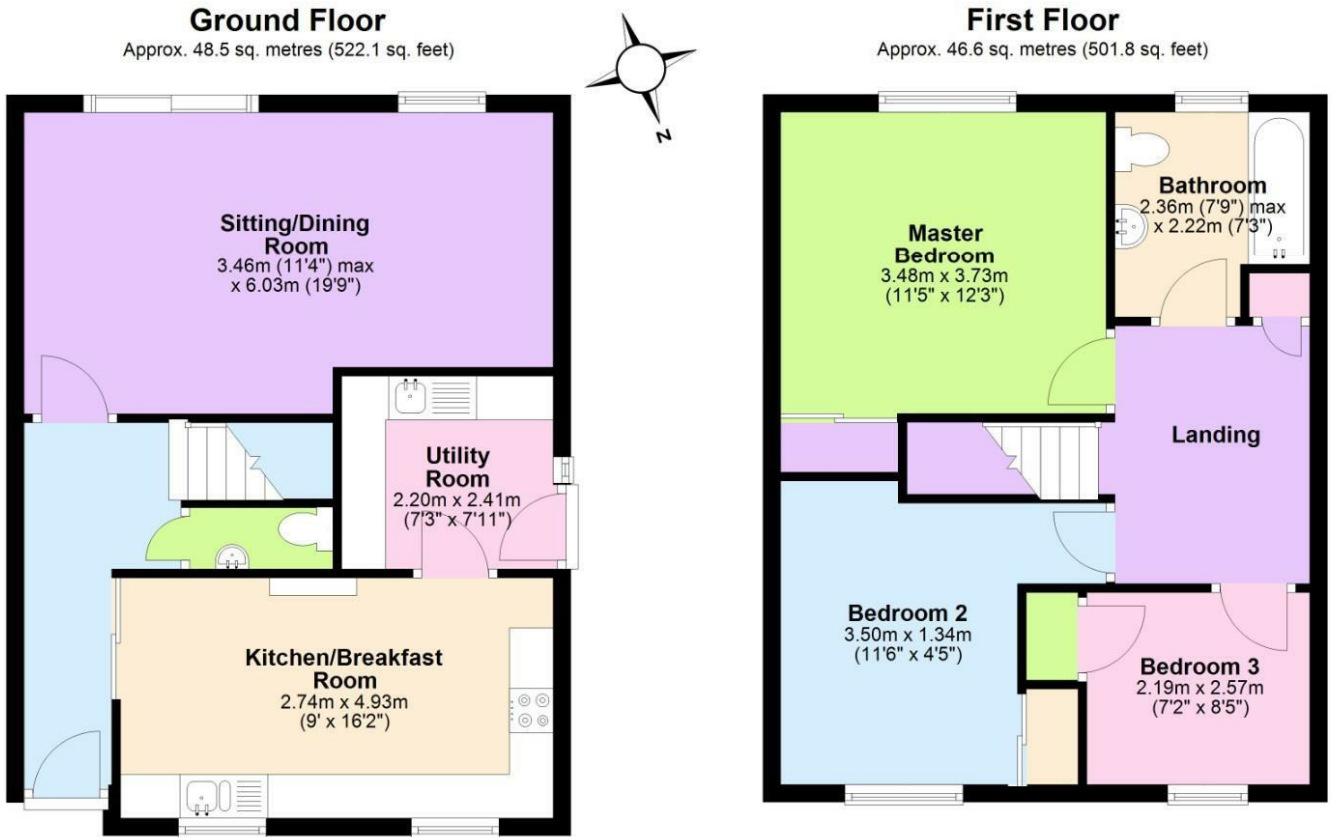 Ground Floor
Approx. 48.5 sq. metres (522.1 sq. feet)
N
Sitting/Dining
Room
3.46m (11'4") max
x 6.03m (19'9")
Utility
Room
2.20m x 2.41m
(7'3" x 7'11")
Kitchen/Breakfast
Room
2.74m x 4.93m
(9' x 16'2")
First Floor
Approx. 46.6 sq. metres (501.8 sq. feet)
Master
Bedroom
3.48m x 3.73m
(11'5" x 12'3")
Bathroom
2.36m (7'9") max
x 2.22m (7'3")
Landing
Bedroom 2
3.50m x 1.34m
(11'6" x 4'5")
Bedroom 3
2.19m x 2.57m
(7'2" x 8'5")